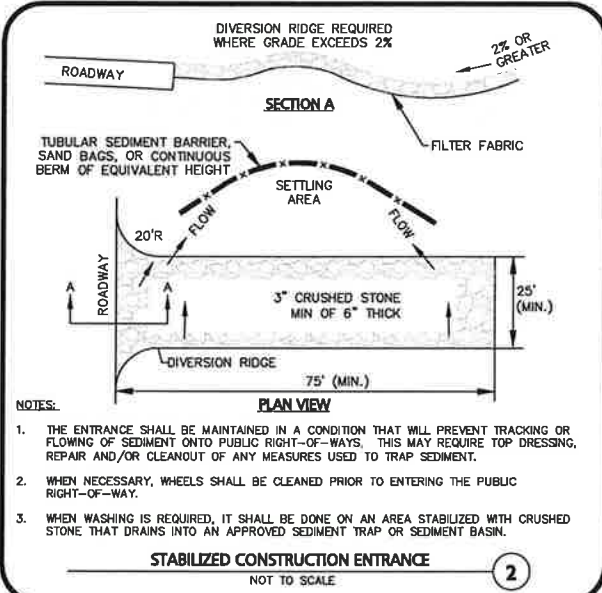 DIVERSION RIDGE REQUIRED
WHERE GRADE EXCEEDS 2%
2% OR
GREATER
ROADWAY
SECTION A
FILTER FABRIC
TUBULAR SEDIMENT BARRIER,
SAND BAGS, OR CONTINUOUS
BERM OF EQUIVALENT HEIGHT
SETTLING
AREA
FLOW
FLOW
20'R
ROADWAY
A
A
3" CRUSHED STONE
MIN OF 6" THICK
25'
(MIN.)
DIVERSION RIDGE
75' (MIN.)
PLAN VIEW
NOTES:
1. THE ENTRANCE SHALL BE MAINTAINED IN A CONDITION THAT WILL PREVENT TRACKING OR
FLOWING OF SEDIMENT ONTO PUBLIC RIGHT-OF-WAYS. THIS MAY REQUIRE TOP DRESSING,
REPAIR AND/OR CLEANOUT OF ANY MEASURES USED TO TRAP SEDIMENT.
2. WHEN NECESSARY, WHEELS SHALL BE CLEANED PRIOR TO ENTERING THE PUBLIC
RIGHT-OF-WAY.
3. WHEN WASHING IS REQUIRED, IT SHALL BE DONE ON AN AREA STABILIZED WITH CRUSHED
STONE THAT DRAINS INTO AN APPROVED SEDIMENT TRAP OR SEDIMENT BASIN.
STABILIZED CONSTRUCTION ENTRANCE
NOT TO SCALE
2